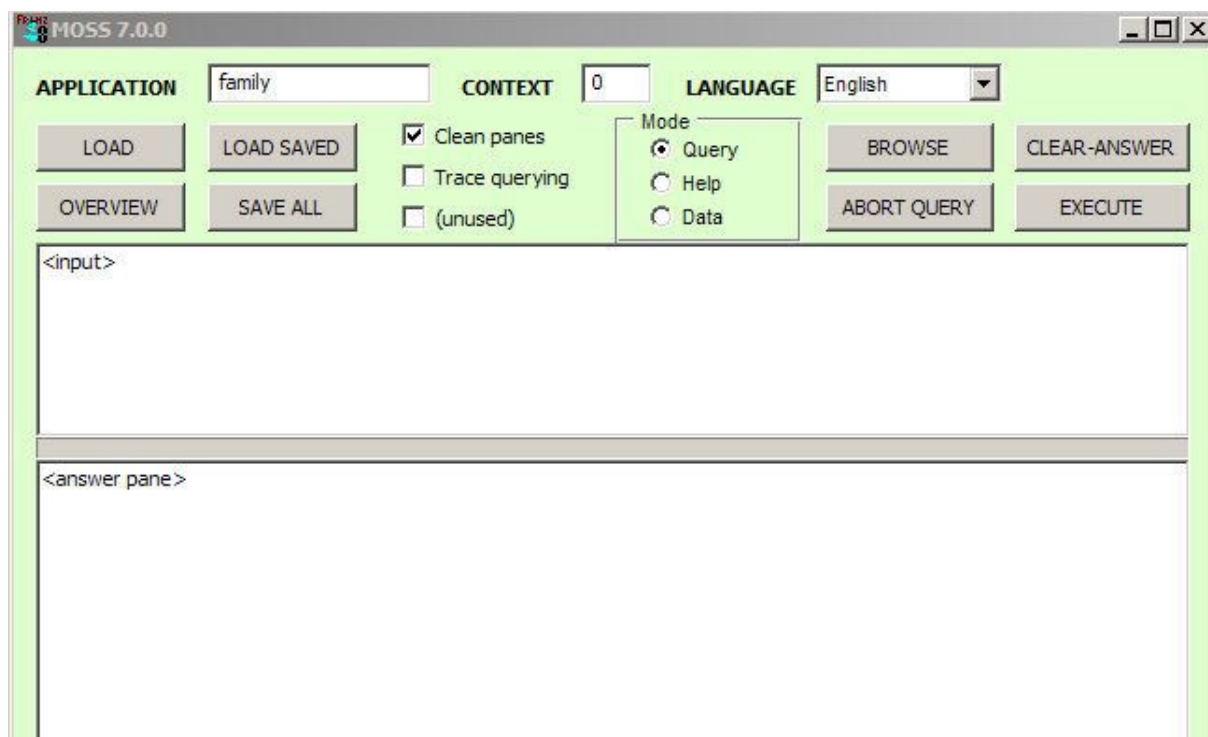 MOSS 7.0.0
APPLICATION family CONTEXT 0 LANGUAGE English
LOAD LOAD SAVED Clean panes Mode Query BROWSE CLEAR-ANSWER
Trace querying Help
OVERVIEW SAVE ALL (unused) Data ABORT QUERY EXECUTE
<input>
<answer pane>